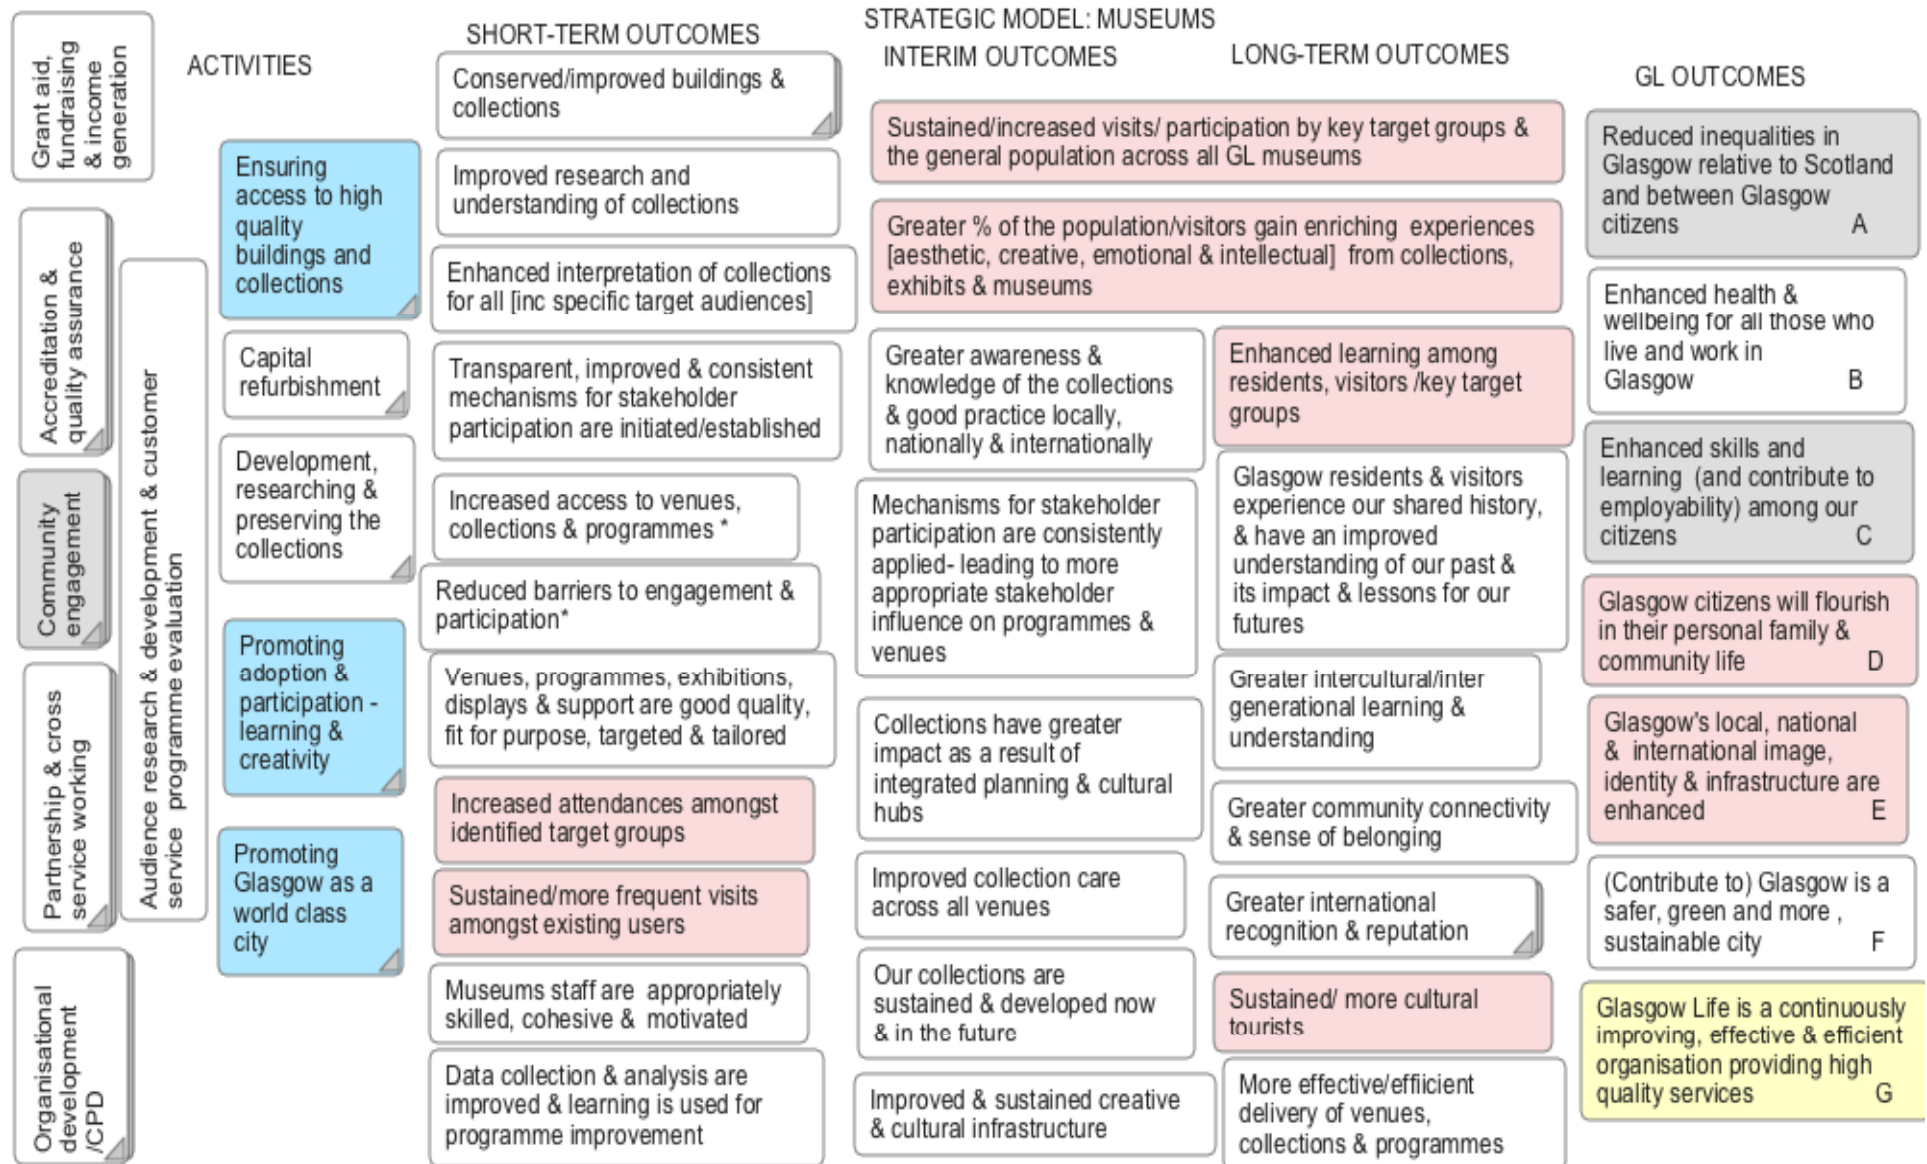 STRATEGIC MODEL: MUSEUMS
Grant aid,
fundraising
& income
generation
Accreditation &
quality assurance
Community
engagement
Partnership & cross
service working
Organisational
development
/CPD
Audience research & development & customer
service programme evaluation
ACTIVITIES
Ensuring
access to high
quality
buildings and
collections
Capital
refurbishment
Development,
researching &
preserving the
collections
Promoting
adoption &
participation -
learning &
creativity
Promoting
Glasgow as a
world class
city
SHORT-TERM OUTCOMES
Conserved/improved buildings &
collections
Improved research and
understanding of collections
Enhanced interpretation of collections
for all [inc specific target audiences]
Transparent, improved & consistent
mechanisms for stakeholder
participation are initiated/established
Increased access to venues,
collections & programmes *
Reduced barriers to engagement &
participation*
Venues, programmes, exhibitions,
displays & support are good quality,
fit for purpose, targeted & tailored
Increased attendances amongst
identified target groups
Sustained/more frequent visits
amongst existing users
Museums staff are appropriately
skilled, cohesive & motivated
Data collection & analysis are
improved & learning is used for
programme improvement
INTERIM OUTCOMES
LONG-TERM OUTCOMES
Sustained/increased visits/ participation by key target groups &
the general population across all GL museums
Greater % of the population/visitors gain enriching experiences
[aesthetic, creative, emotional & intellectual] from collections,
exhibits & museums
Greater awareness &
knowledge of the collections
& good practice locally,
nationally & internationally
Mechanisms for stakeholder
participation are consistently
applied- leading to more
appropriate stakeholder
influence on programmes &
venues
Collections have greater
impact as a result of
integrated planning & cultural
hubs
Improved collection care
across all venues
Our collections are
sustained & developed now
& in the future
Improved & sustained creative
& cultural infrastructure
Enhanced learning among
residents, visitors /key target
groups
Glasgow residents & visitors
experience our shared history,
& have an improved
understanding of our past &
its impact & lessons for our
futures
Greater intercultural/inter
generational learning &
understanding
Greater community connectivity
& sense of belonging
Greater international
recognition & reputation
Sustained/ more cultural
tourists
More effective/effiicient
delivery of venues,
collections & programmes
GL OUTCOMES
Reduced inequalities in
Glasgow relative to Scotland
and between Glasgow
citizens A
Enhanced health &
wellbeing for all those who
live and work in
Glasgow B
Enhanced skills and
learning (and contribute to
employability) among our
citizens C
Glasgow citizens will flourish
in their personal family &
community life D
Glasgow's local, national
& international image,
identity & infrastructure are
enhanced E
(Contribute to) Glasgow is a
safer, green and more ,
sustainable city F
Glasgow Life is a continuously
improving, effective & efficient
organisation providing high
quality services G